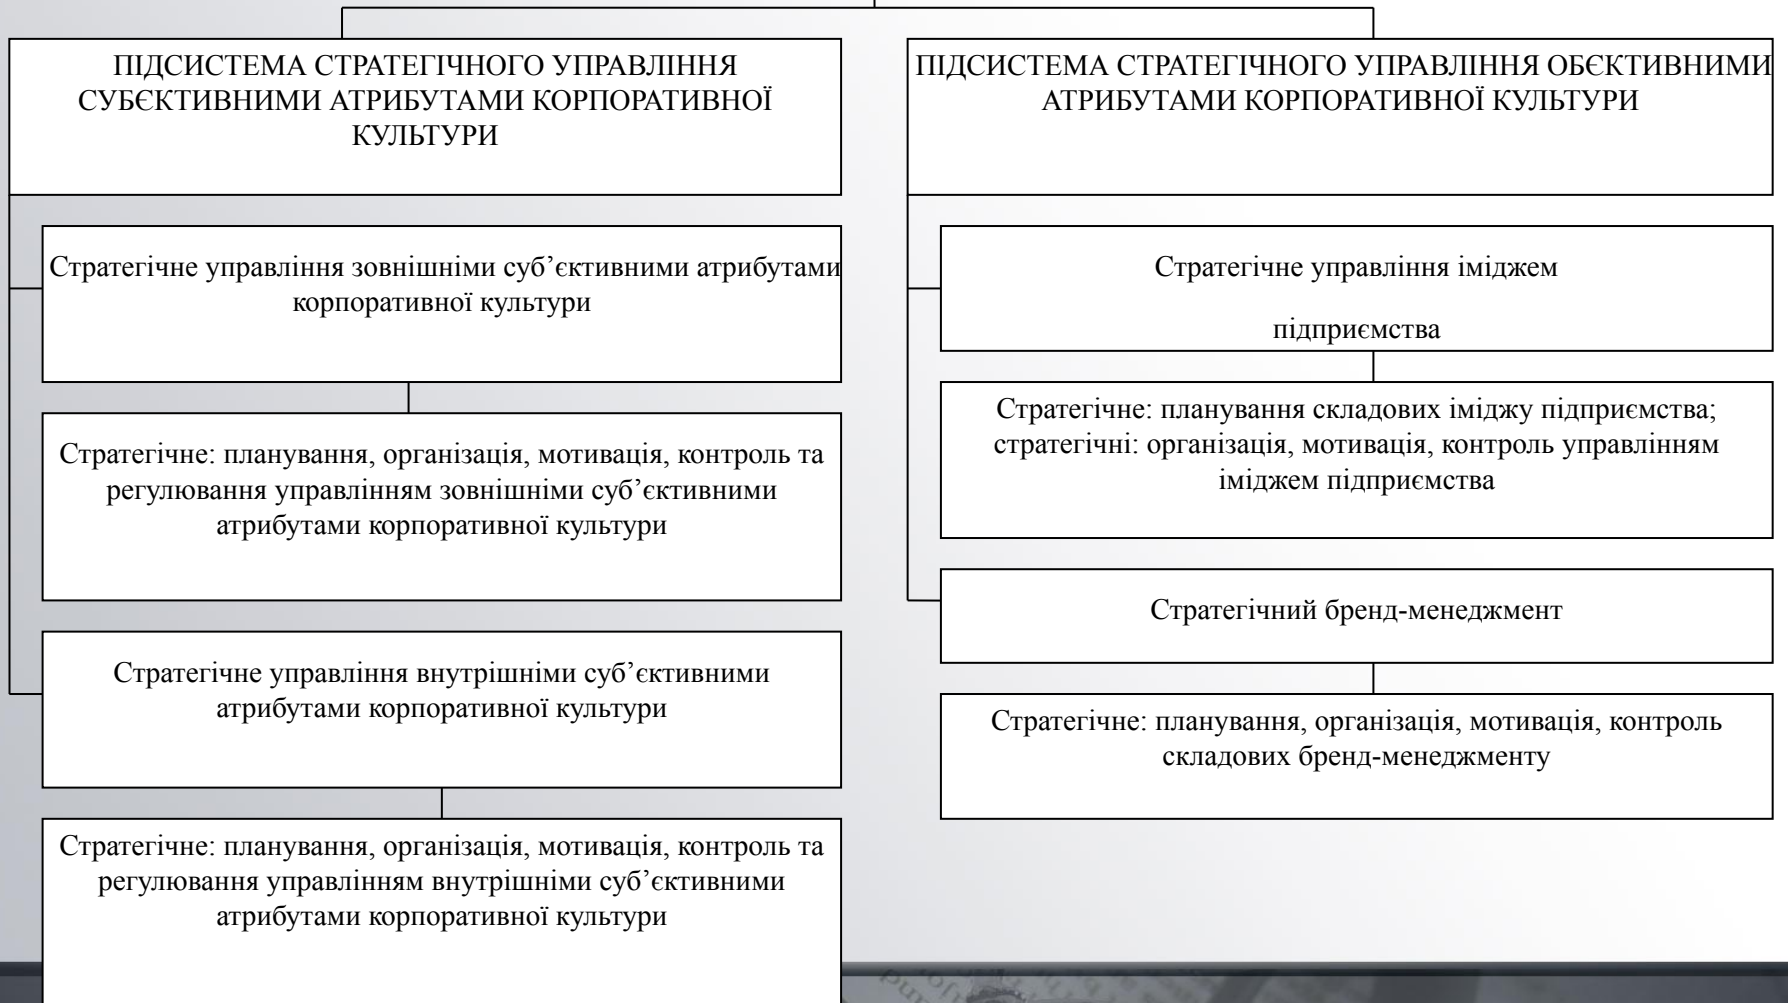 ПІДСИСТЕМА СТРАТЕГІЧНОГО УПРАВЛІННЯ
СУБЄКТИВНИМИ АТРИБУТАМИ КОРПОРАТИВНОЇ
КУЛЬТУРИ
Стратегічне управління зовнішніми суб’єктивними атрибутами
корпоративної культури
Стратегічне: планування, організація, мотивація, контроль та
регулювання управлінням зовнішніми суб’єктивними
атрибутами корпоративної культури
Стратегічне управління внутрішніми суб’єктивними
атрибутами корпоративної культури
Стратегічне: планування, організація, мотивація, контроль та
регулювання управлінням внутрішніми суб’єктивними
атрибутами корпоративної культури
ПІДСИСТЕМА СТРАТЕГІЧНОГО УПРАВЛІННЯ ОБЄКТИВНИМИ
АТРИБУТАМИ КОРПОРАТИВНОЇ КУЛЬТУРИ
Стратегічне управління іміджем
підприємства
Стратегічне: планування складових іміджу підприємства;
стратегічні: організація, мотивація, контроль управлінням
іміджем підприємства
Стратегічний бренд-менеджмент
Стратегічне: планування, організація, мотивація, контроль
складових бренд-менеджменту